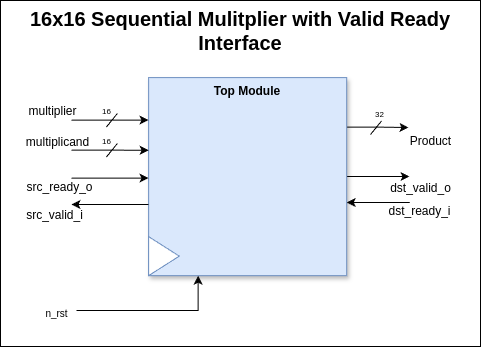 16x16 Sequential Mulitplier with Valid Ready
Interface
Top Module
multiplier
16
multiplicand
16
src_ready_o
src_valid_i
n_rst
32
Product
dst_valid_o
dst_ready_i